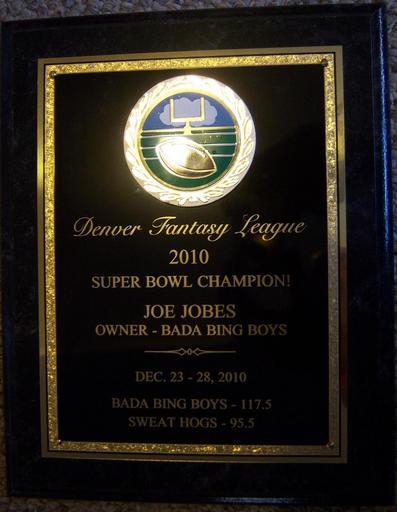 Denver Fantasy League
2010
SUPER BOWL CHAMPION!
JOE JOBES
OWNER - BADA BING BOYS
DEC. 23 - 28, 2010
BADA BING BOYS - 117.5
SWEAT HOGS - 95.5